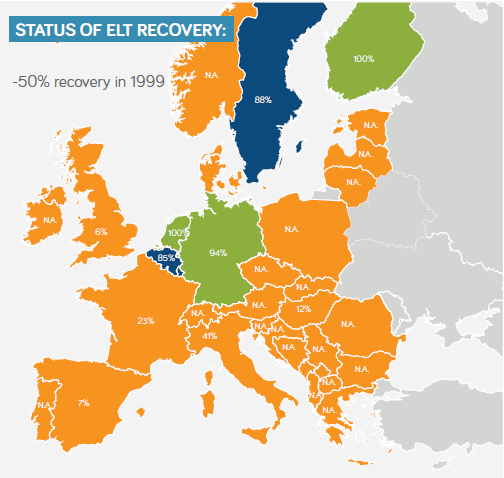 STATUS OF ELT RECOVERY:
-50% recovery in 1999
N.A.
100%
88%
N.A.
N.A.
N.A.
N.A.
6%
100%
N.A.
94%
85%
N.A.
N.A.
N.A.
12%
23%
N.A.
41%
N.A.
N.A.
N.A.
N.A.
N.A.
N.A.
N.A.
7%
N.A.
N.A.
N.A.